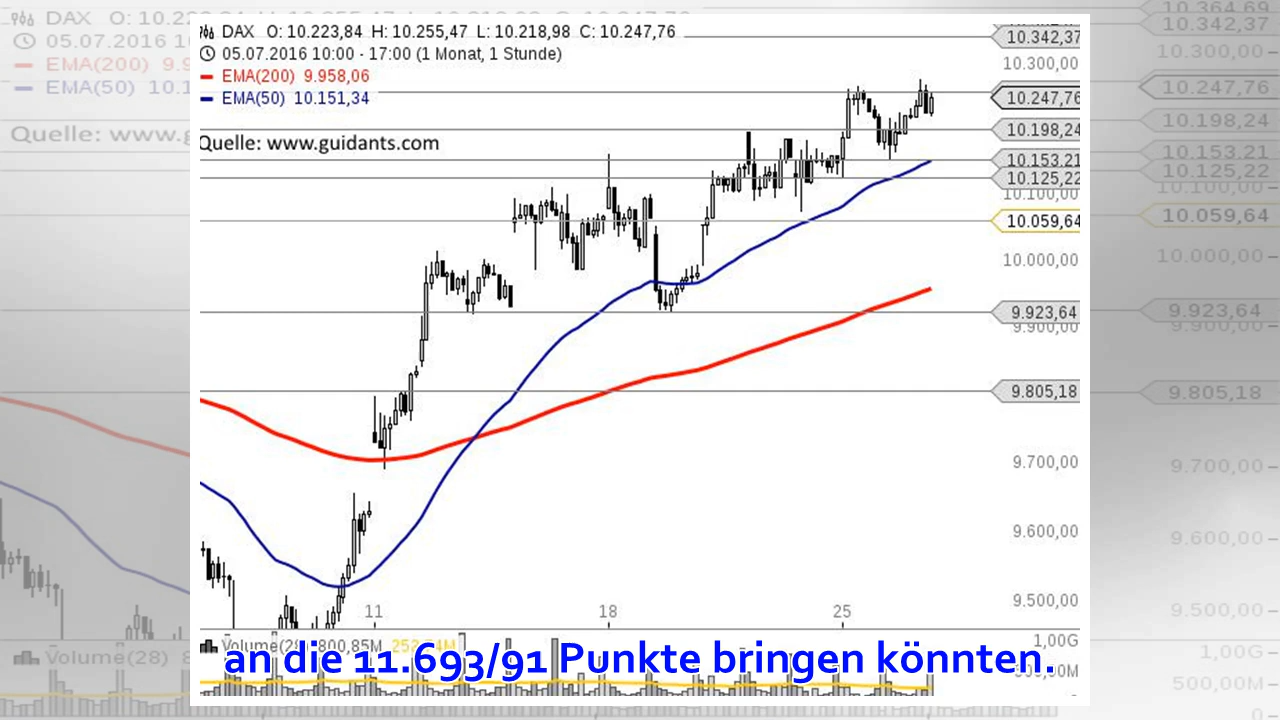 DAX O: 10.223,84 H: 10.255,47 L: 10.218,98 C: 10.247,76
05.07.2016 10:00 - 17:00 (1 Monat, 1 Stunde)
EMA(200) 9.958,06
EMA(50) 10.151,34
Quelle: www.guidants.com
10.342,37
10.300,00
10.247,76
10.198,24
10.153,21
10.125,22
10.100,00
10.059,64
10.000,00
9.923,64
9.900,00
9.805,18
9.700,00
9.600,00
9.500,00
11 18 25
1,00G
an die 11.693/91 Punkte bringen könnten.